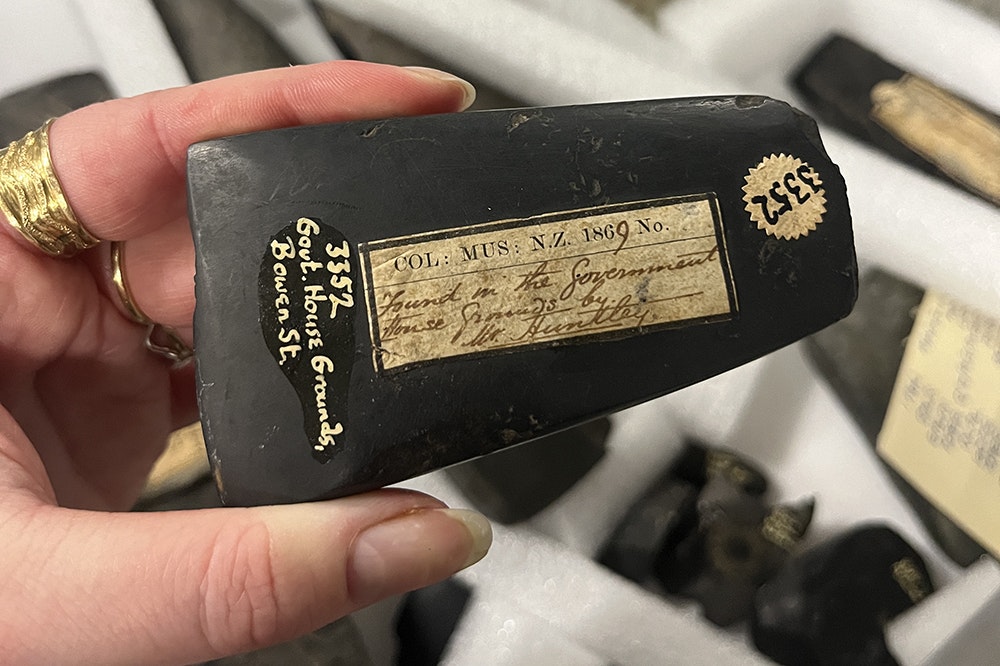 3352
Govt. House Grounds,
Bowen St.
COL: MUS: N.Z. 1869 No.
Found in the Government
House Grounds by
Mr. Huntley
3352